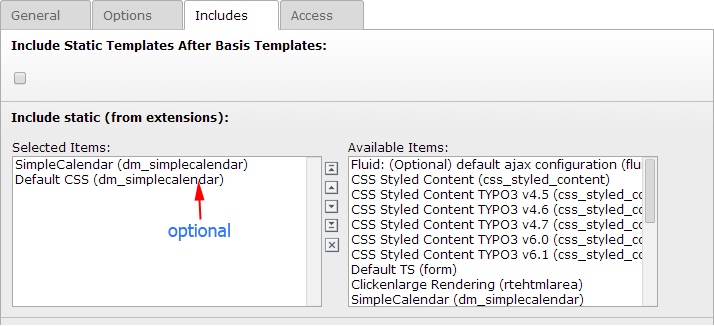 General Options Includes Access
Include Static Templates After Basis Templates:
Include static (from extensions):
Selected Items:
SimpleCalendar (dm_simplecalendar)
Default CSS (dm_simplecalendar)
optional
Available Items:
Fluid: (Optional) default ajax configuration (flu
CSS Styled Content (css_styled_content)
CSS Styled Content TYPO3 v4.5 (css_styled_co
CSS Styled Content TYPO3 v4.6 (css_styled_co
CSS Styled Content TYPO3 v4.7 (css_styled_co
CSS Styled Content TYPO3 v6.0 (css_styled_co
CSS Styled Content TYPO3 v6.1 (css_styled_co
Default TS (form)
Clickenlarge Rendering (rtehtmlarea)
SimpleCalendar (dm_simplecalendar)